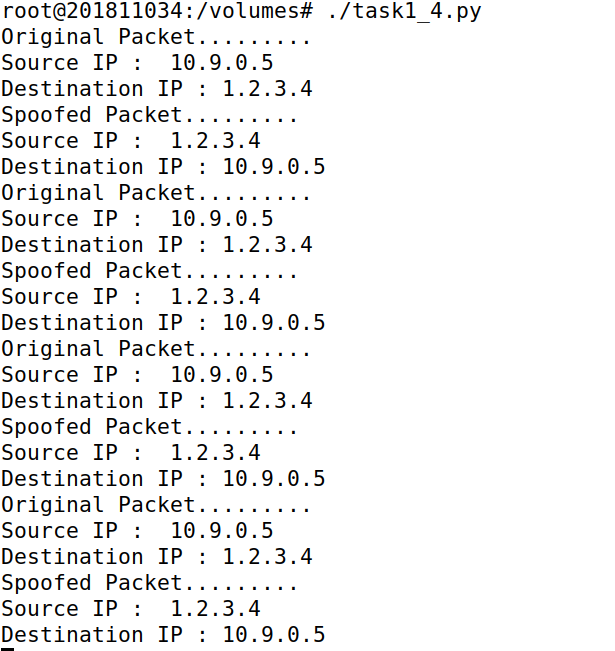 root@201811034:/volumes# ./task1_4.py
Original Packet.........
Source IP :  10.9.0.5
Destination IP : 1.2.3.4
Spoofed Packet.........
Source IP :  1.2.3.4
Destination IP : 10.9.0.5
Original Packet.........
Source IP :  10.9.0.5
Destination IP : 1.2.3.4
Spoofed Packet.........
Source IP :  1.2.3.4
Destination IP : 10.9.0.5
Original Packet.........
Source IP :  10.9.0.5
Destination IP : 1.2.3.4
Spoofed Packet.........
Source IP :  1.2.3.4
Destination IP : 10.9.0.5
Original Packet.........
Source IP :  10.9.0.5
Destination IP : 1.2.3.4
Spoofed Packet.........
Source IP :  1.2.3.4
Destination IP : 10.9.0.5